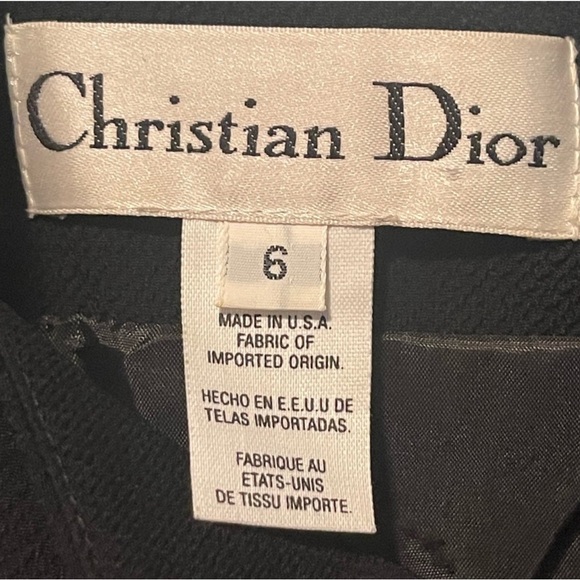 Christian Dior
6
MADE IN U.S.A.
FABRIC OF
IMPORTED ORIGIN.
HECHO EN E.E.U.U DE
TELAS IMPORTADAS.
FABRIQUE AU
ETATS-UNIS
DE TISSU IMPORTE.